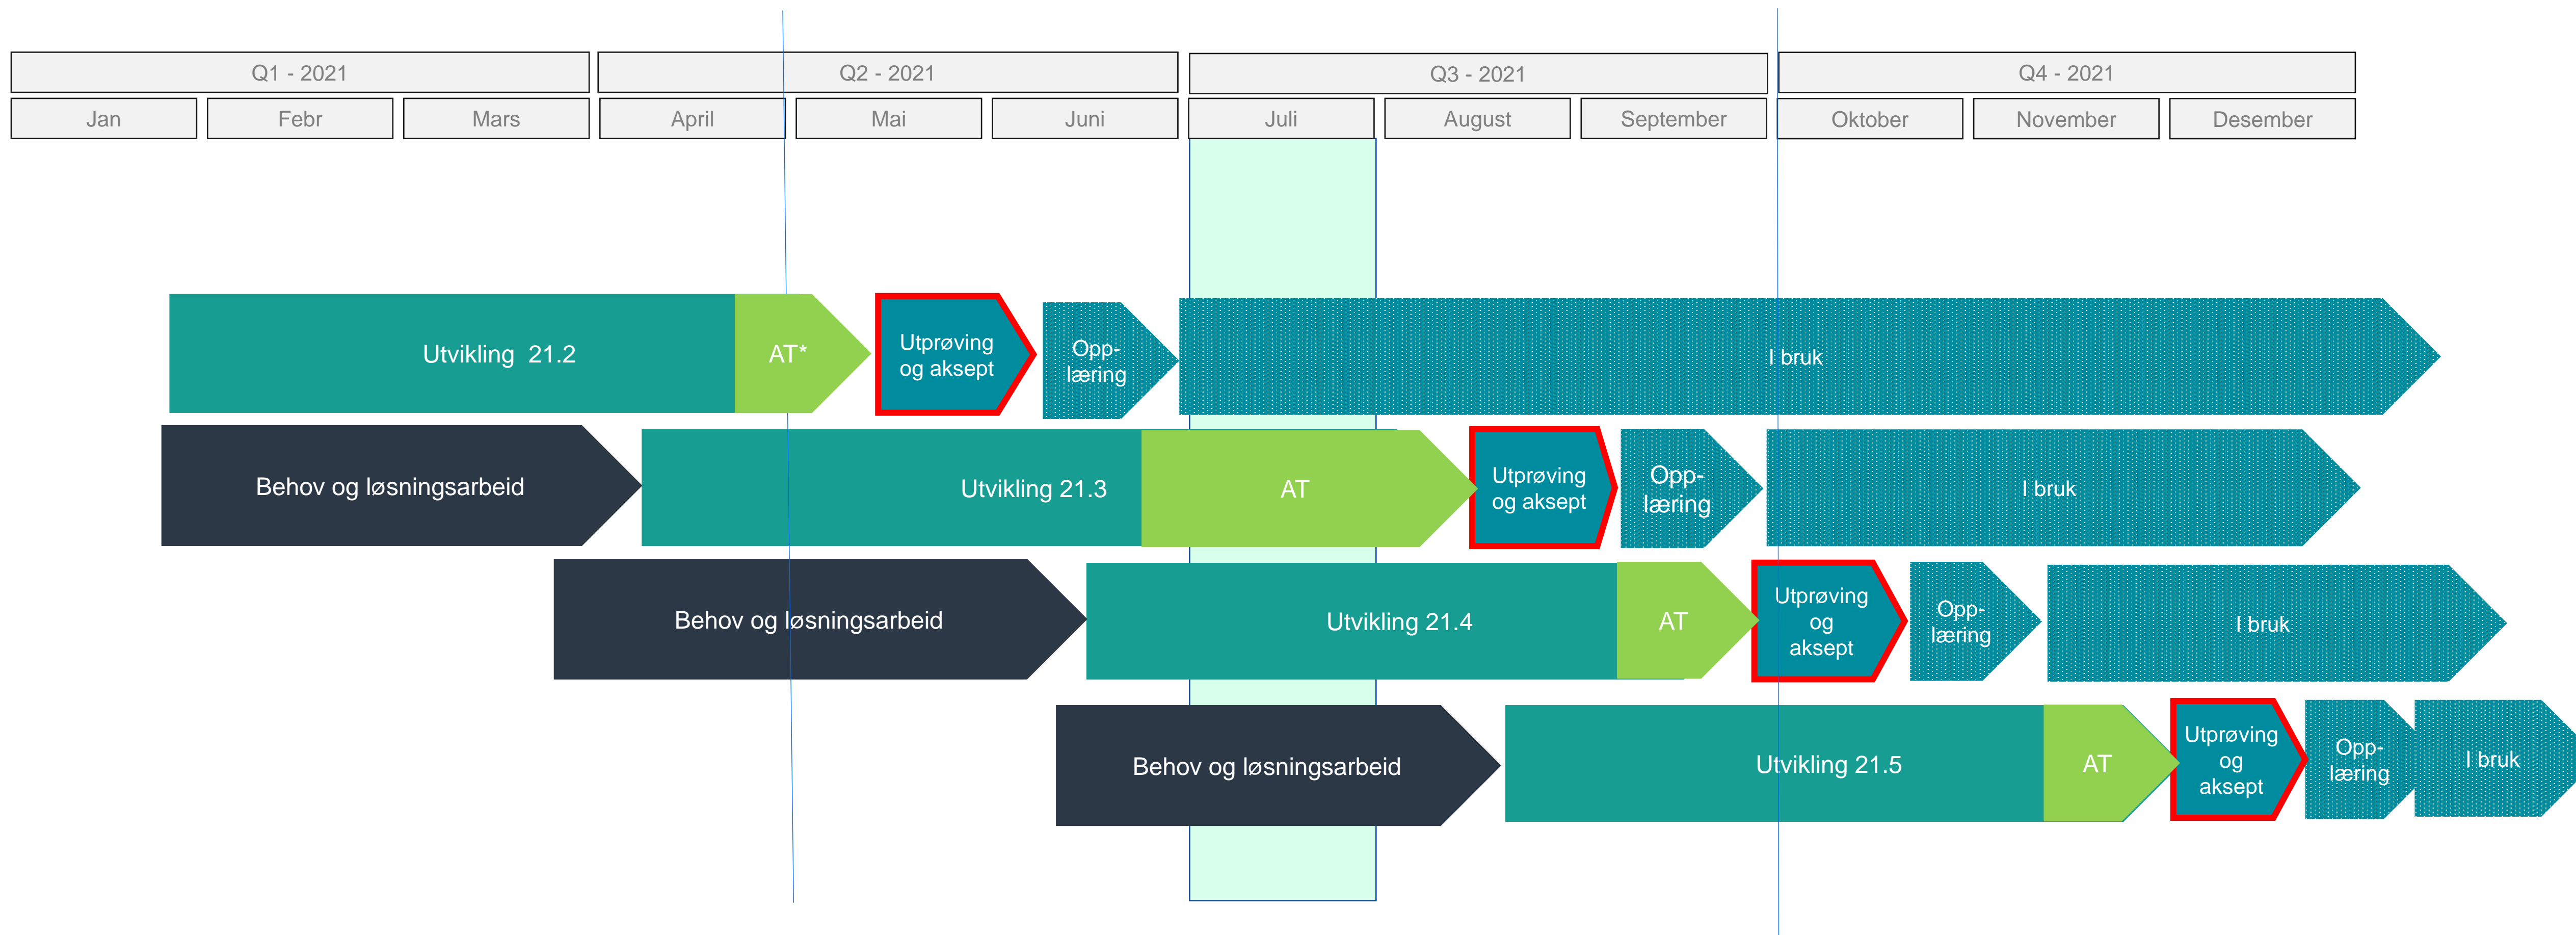 Q1 - 2021
Q2 - 2021
Q3 - 2021
Q4 - 2021
Jan
Febr
Mars
April
Mai
Juni
Juli
August
September
Oktober
November
Desember
Utvikling  21.2
AT*
Utprøving
og aksept
Opp-
læring
I bruk
Behov og løsningsarbeid
Utvikling 21.3
AT
Utprøving
og aksept
Opp-
læring
I bruk
Behov og løsningsarbeid
Utvikling 21.4
AT
Utprøving
og
aksept
Opp-
læring
I bruk
Behov og løsningsarbeid
Utvikling 21.5
AT
Utprøving
og
aksept
Opp-
læring
I bruk